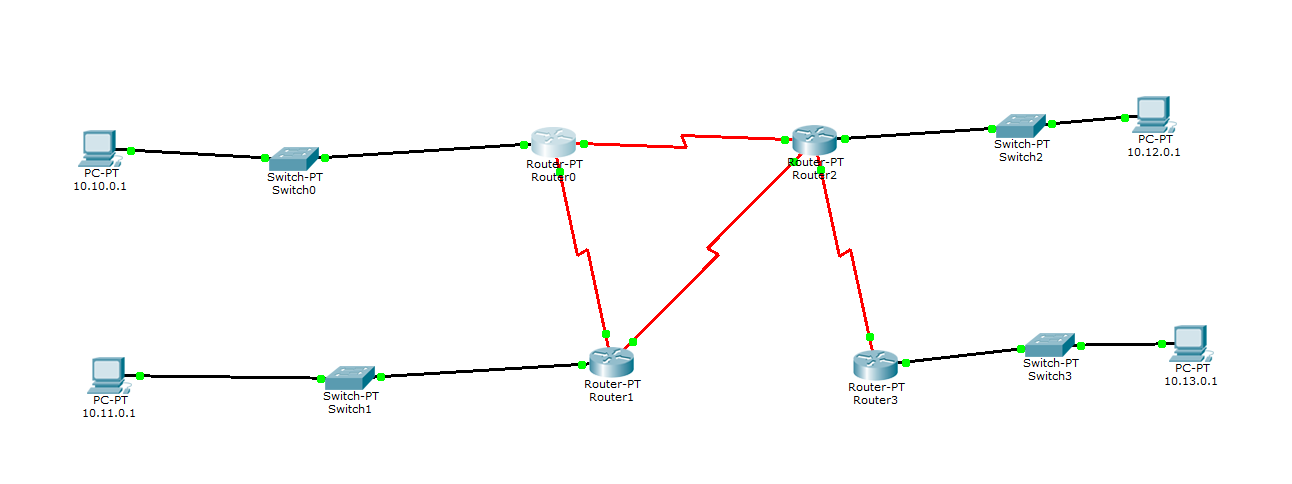 PC-PT
10.10.0.1
Switch-PT
Switch0
Router-PT
Router0
Router-PT
Router2
Switch-PT
Switch2
PC-PT
10.12.0.1
PC-PT
10.11.0.1
Switch-PT
Switch1
Router-PT
Router1
Router-PT
Router3
Switch-PT
Switch3
PC-PT
10.13.0.1